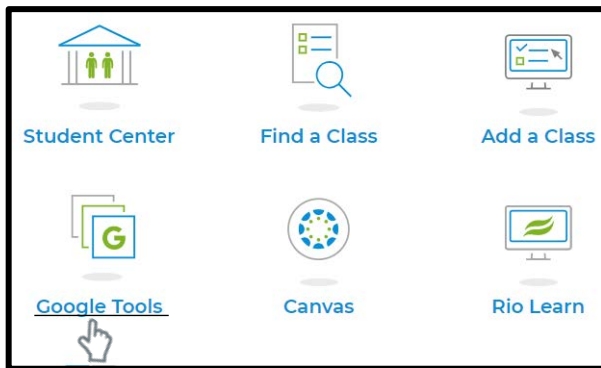 Student Center
Find a Class
Add a Class
G
Google Tools
Canvas
Rio Learn